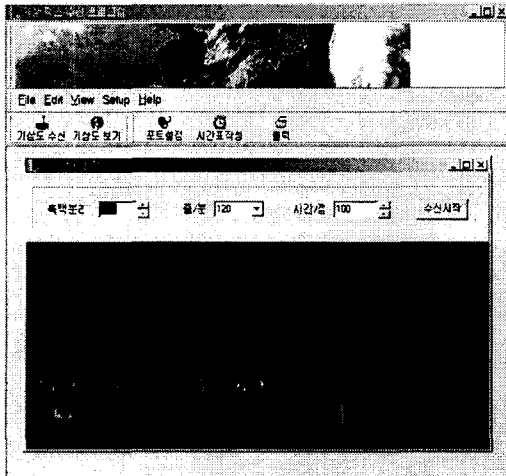 File Edit View Setup Help
기상도 수신 기상도 보기 포트설정 시간표작성 출력
흑백분리 줄/분 120 시간/줄 100 수신시작